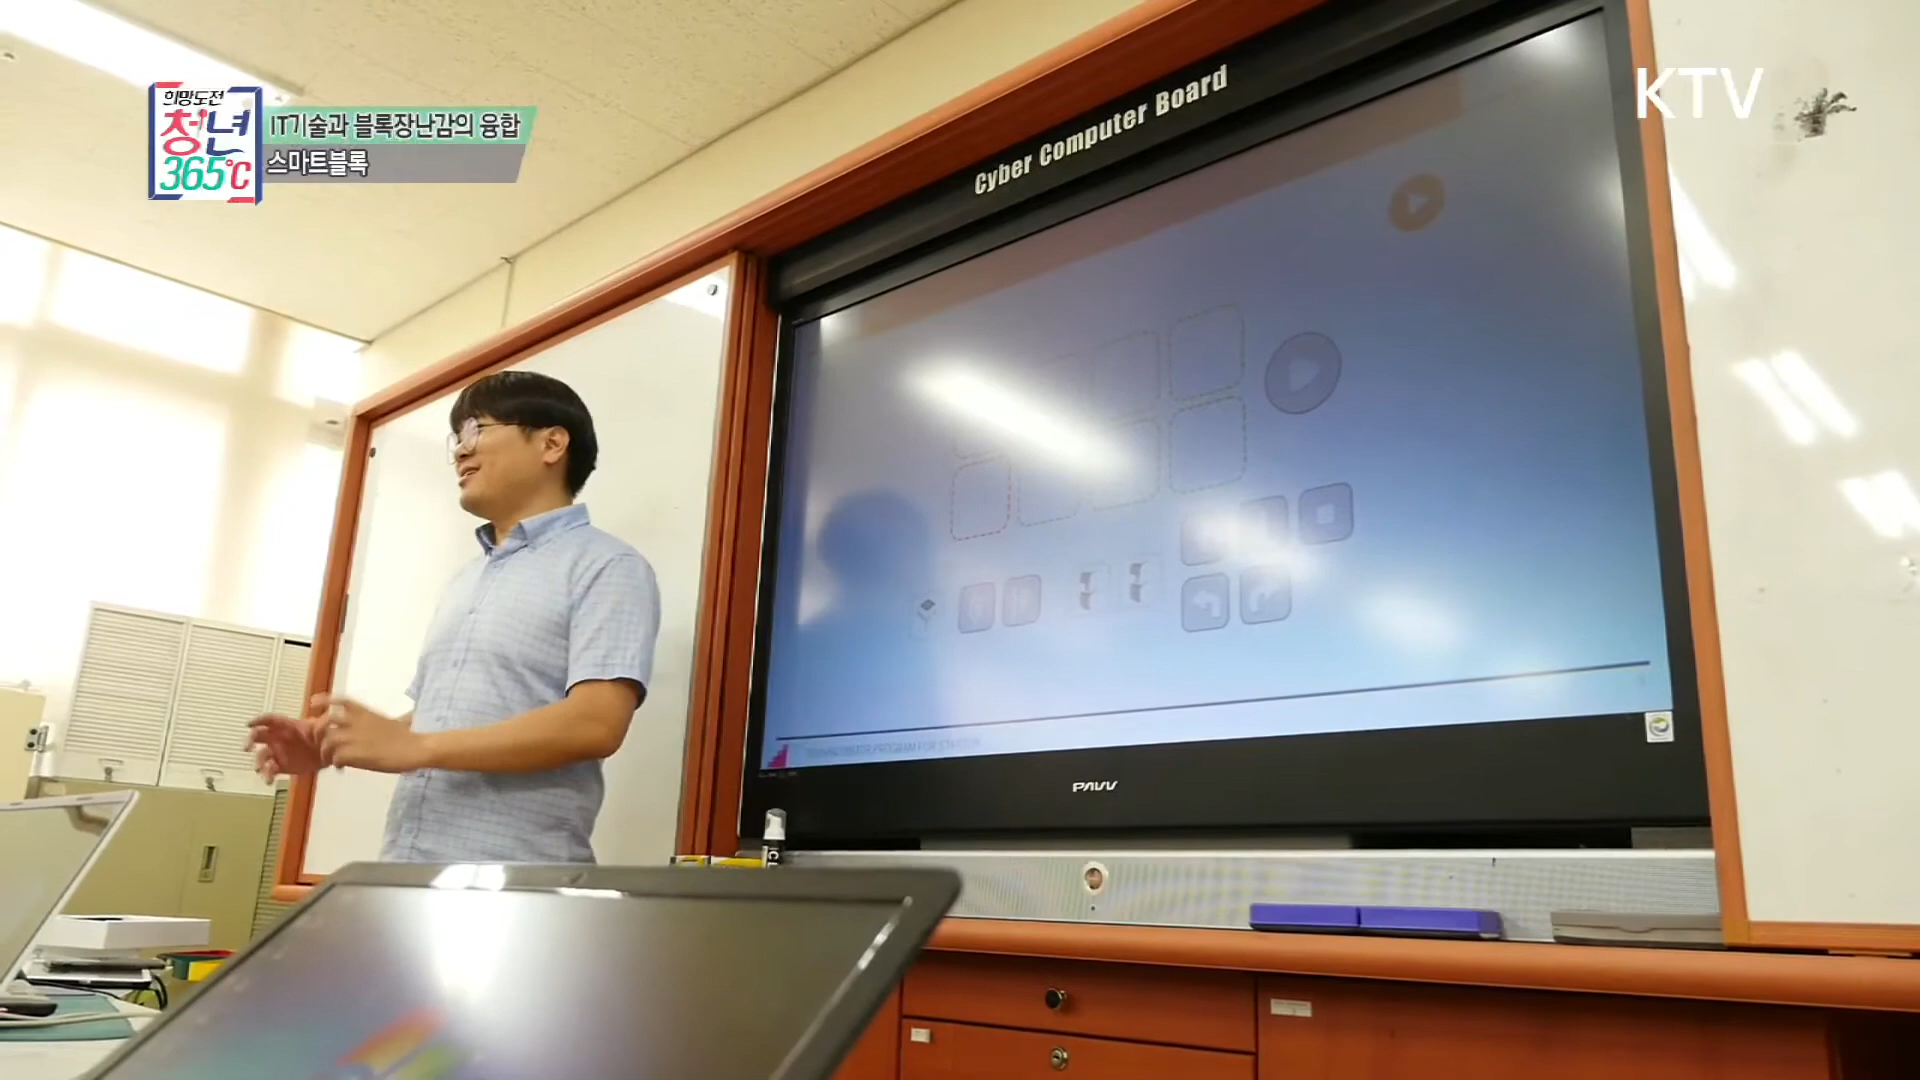 희망도전
청년
365℃
IT기술과 블록장난감의 융합
스마트블록
KTV
Cyber Computer Board
PAVV